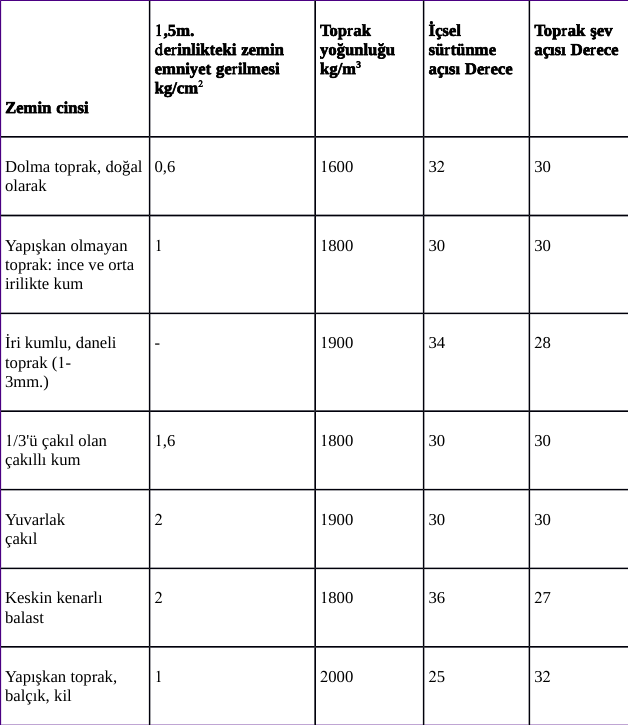 Zemin cinsi
1,5m.
derinlikteki zemin
emniyet gerilmesi
kg/cm²
Toprak
yoğunluğu
kg/m³
İçsel
sürtünme
açısı Derece
Toprak şev
açısı Derece
Dolma toprak, doğal
olarak
0,6
1600
32
30
Yapışkan olmayan
toprak: ince ve orta
irilikte kum
1
1800
30
30
İri kumlu, daneli
toprak (1-
3mm.)
-
1900
34
28
1/3'ü çakıl olan
çakıllı kum
1,6
1800
30
30
Yuvarlak
çakıl
2
1900
30
30
Keskin kenarlı
balast
2
1800
36
27
Yapışkan toprak,
balçık, kil
1
2000
25
32